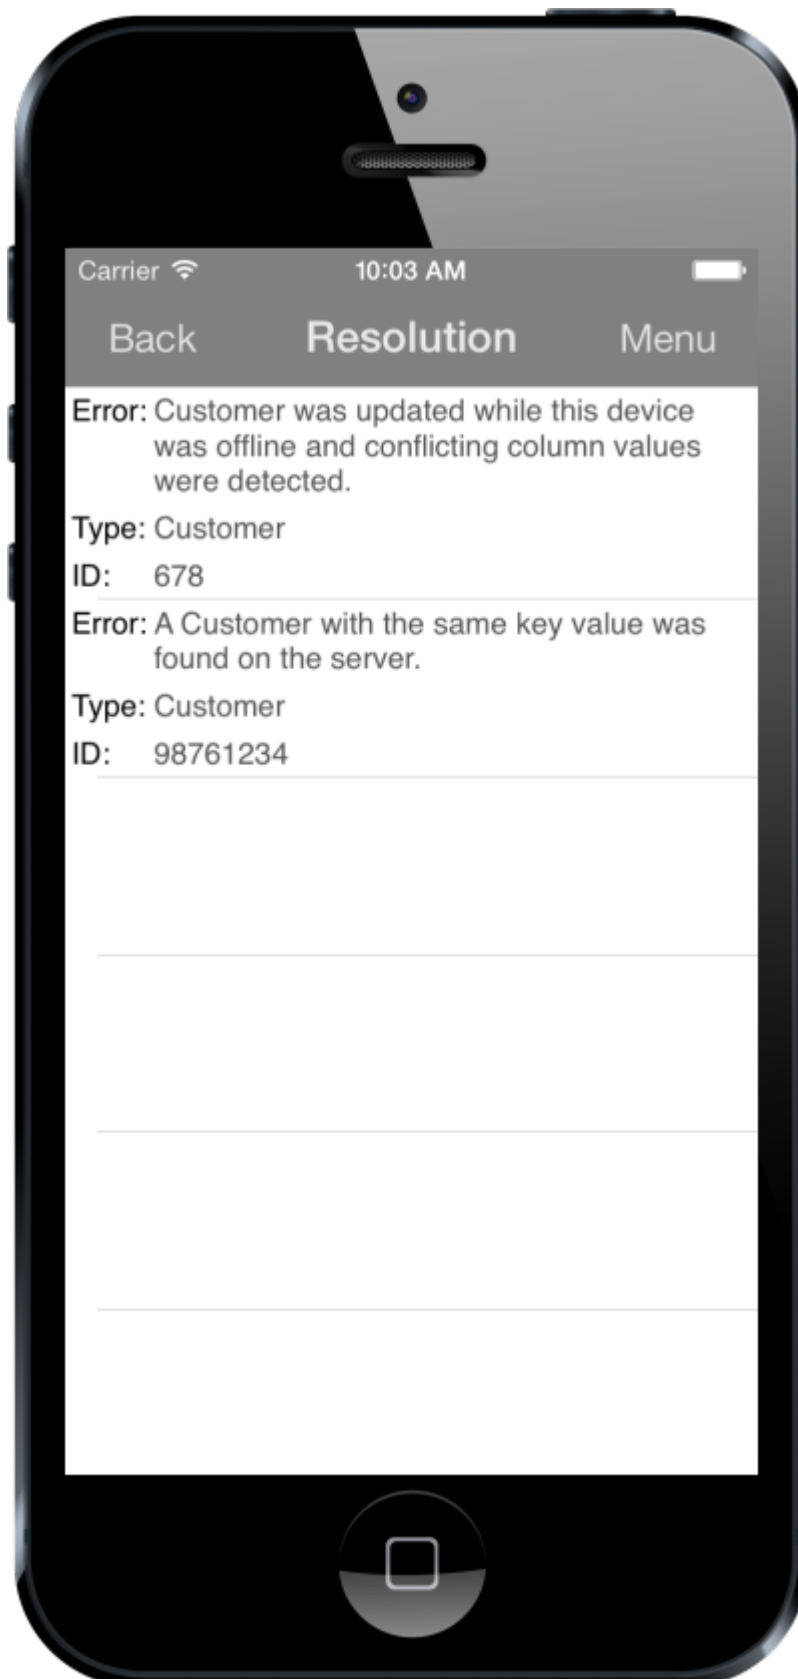 Carrier 10:03 AM
Back Resolution Menu
Error: Customer was updated while this device
was offline and conflicting column values
were detected.
Type: Customer
ID: 678
Error: A Customer with the same key value was
found on the server.
Type: Customer
ID: 98761234